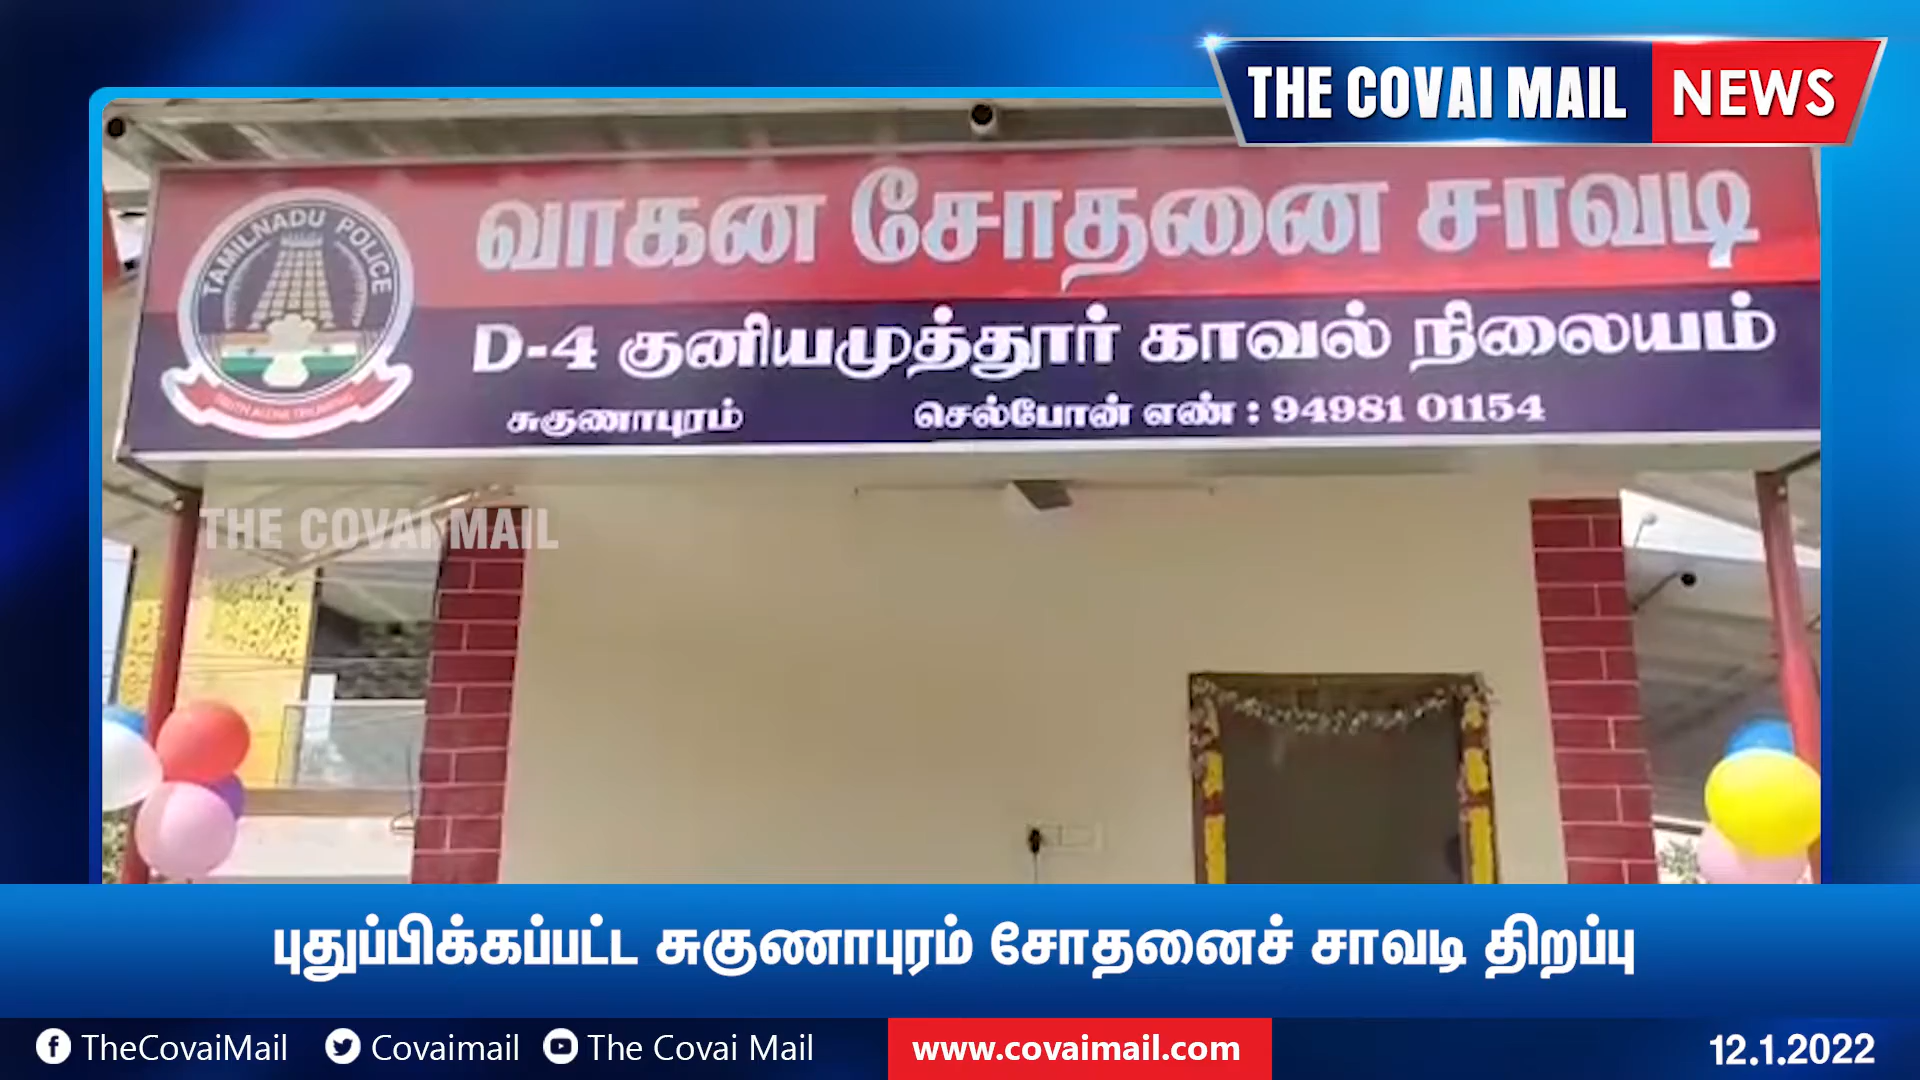 THE COVAI MAIL NEWS
TAMILNADU POLICE
வாகன சோதனை சாவடி
D-4 குனியமுத்தூர் காவல் நிலையம்
சுகுணாபுரம் செல்போன் எண் : 94981 01154
THE COVAI MAIL
புதுப்பிக்கப்பட்ட சுகுணாபுரம் சோதனைச் சாவடி திறப்பு
TheCovaiMail Covaimail The Covai Mail www.covaimail.com 12.1.2022